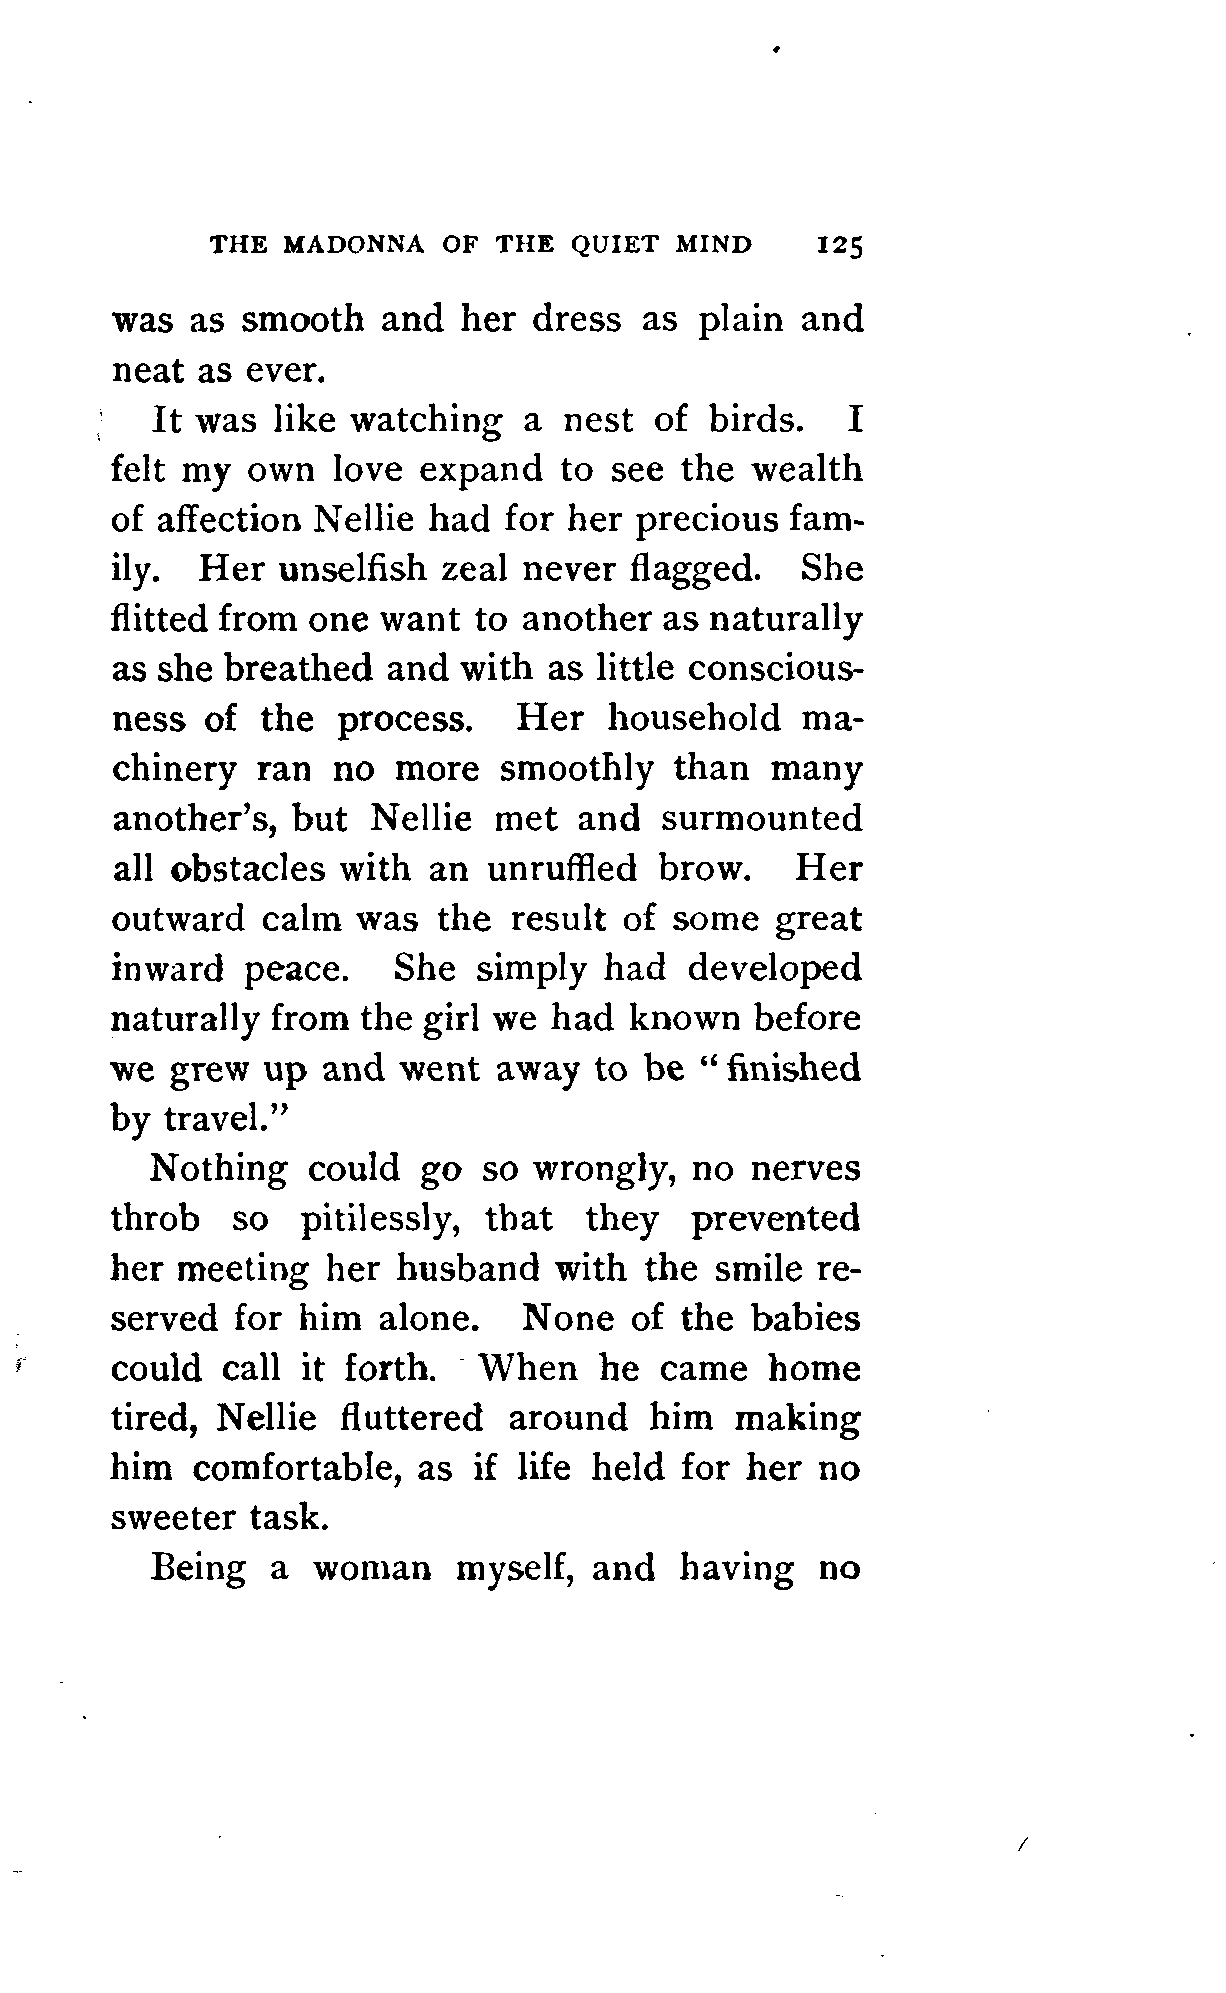 THE MADONNA OF THE QUIET MIND 125
was as smooth and her dress as plain and
neat as ever.
It was like watching a nest of birds. I
felt my own love expand to see the wealth
of affection Nellie had for her precious fam-
ily. Her unselfish zeal never flagged. She
flitted from one want to another as naturally
as she breathed and with as little conscious-
ness of the process. Her household ma-
chinery ran no more smoothly than many
another's, but Nellie met and surmounted
all obstacles with an unruffled brow. Her
outward calm was the result of some great
inward peace. She simply had developed
naturally from the girl we had known before
we grew up and went away to be “finished
by travel.”
Nothing could go so wrongly, no nerves
throb so pitilessly, that they prevented
her meeting her husband with the smile re-
served for him alone. None of the babies
could call it forth. When he came home
tired, Nellie fluttered around him making
him comfortable, as if life held for her no
sweeter task.
Being a woman myself, and having no